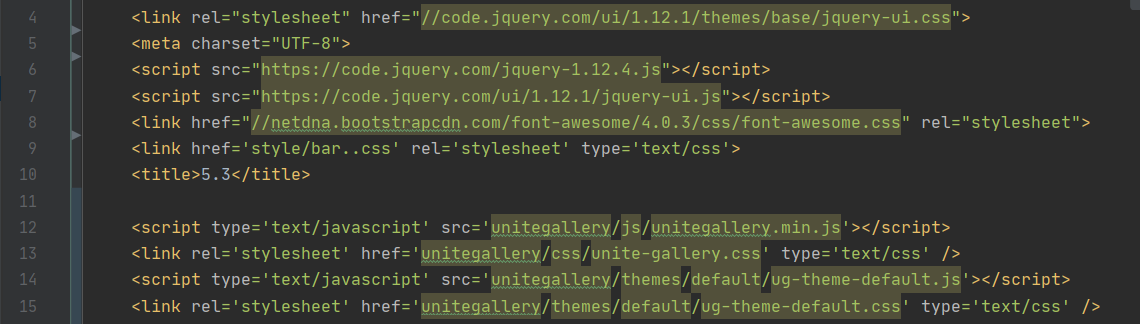 4 <link rel="stylesheet" href="//code.jquery.com/ui/1.12.1/themes/base/jquery-ui.css">
5 <meta charset="UTF-8">
6 <script src="https://code.jquery.com/jquery-1.12.4.js"></script>
7 <script src="https://code.jquery.com/ui/1.12.1/jquery-ui.js"></script>
8 <link href="//netdna.bootstrapcdn.com/font-awesome/4.0.3/css/font-awesome.css" rel="stylesheet">
9 <link href='style/bar..css' rel='stylesheet' type='text/css'>
10 <title>5.3</title>
11
12 <script type='text/javascript' src='unitegallery/js/unitegallery.min.js'></script>
13 <link rel='stylesheet' href='unitegallery/css/unite-gallery.css' type='text/css' />
14 <script type='text/javascript' src='unitegallery/themes/default/ug-theme-default.js'></script>
15 <link rel='stylesheet' href='unitegallery/themes/default/ug-theme-default.css' type='text/css' />